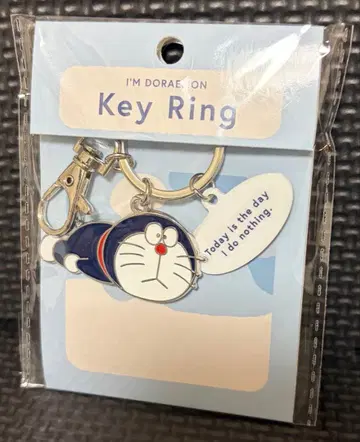 I'M DORAEMON
Key Ring
Today is the day
I do nothing.